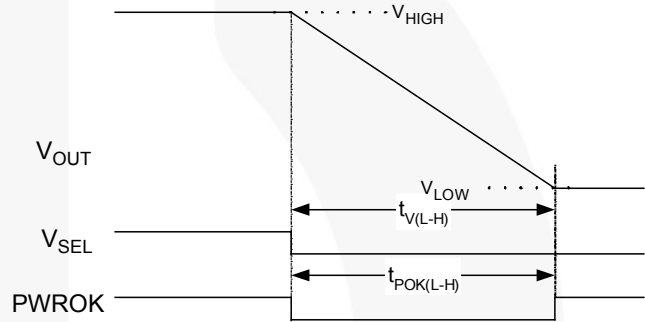 VHIGH
VOUT
VLOW
tV(L-H)
VSEL
tPOK(L-H)
PWROK